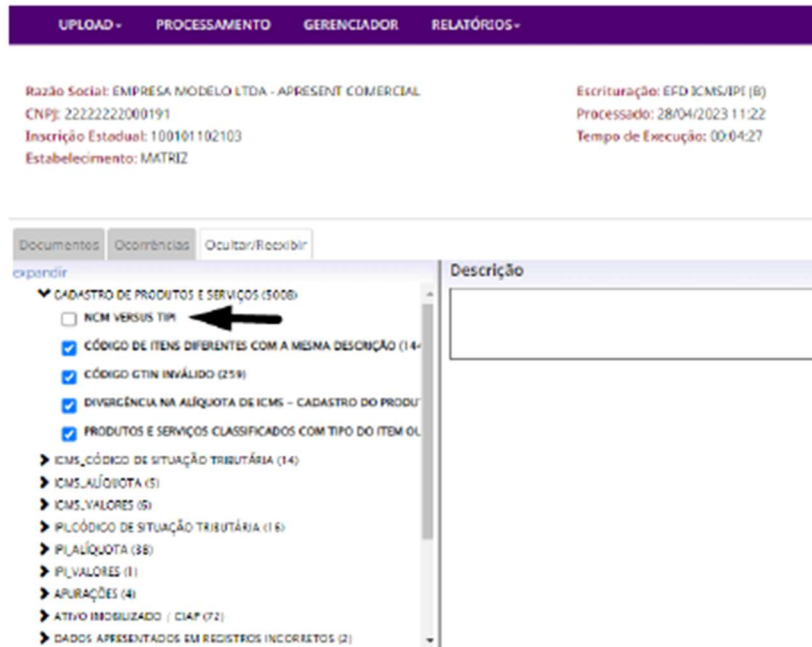 UPLOAD PROCESSAMENTO GERENCIADOR RELATÓRIOS
Razão Social: EMPRESA MODELO LTDA - APRESENT COMERCIAL
CNPJ: 22222222000191
Inscrição Estadual: 100101102103
Estabelecimento: MATRIZ
Escrituração: EFD ICMS/IPI (B)
Processado: 28/04/2023 11:22
Tempo de Execução: 00:04:27
Documentos Ocorrências Ocultar/Reexibir
expandir
CADASTRO DE PRODUTOS E SERVIÇOS (5008)
NCM VERSUS TIPI
CÓDIGO DE ITENS DIFERENTES COM A MESMA DESCRIÇÃO (14
CÓDIGO GTIN INVÁLIDO (259)
DIVERGÊNCIA NA ALÍQUOTA DE ICMS – CADASTRO DO PRODU
PRODUTOS E SERVIÇOS CLASSIFICADOS COM TIPO DO ITEM OU
ICMS_CÓDIGO DE SITUAÇÃO TRIBUTÁRIA (14)
ICMS_ALÍQUOTA (5)
ICMS_VALORES (6)
IPI_CÓDIGO DE SITUAÇÃO TRIBUTÁRIA (16)
IPI_ALÍQUOTA (38)
IPI_VALORES (1)
APURAÇÕES (4)
ATIVO IMOBILIZADO / CIAP (72)
DADOS APRESENTADOS EM REGISTROS INCORRETOS (2)
Descrição